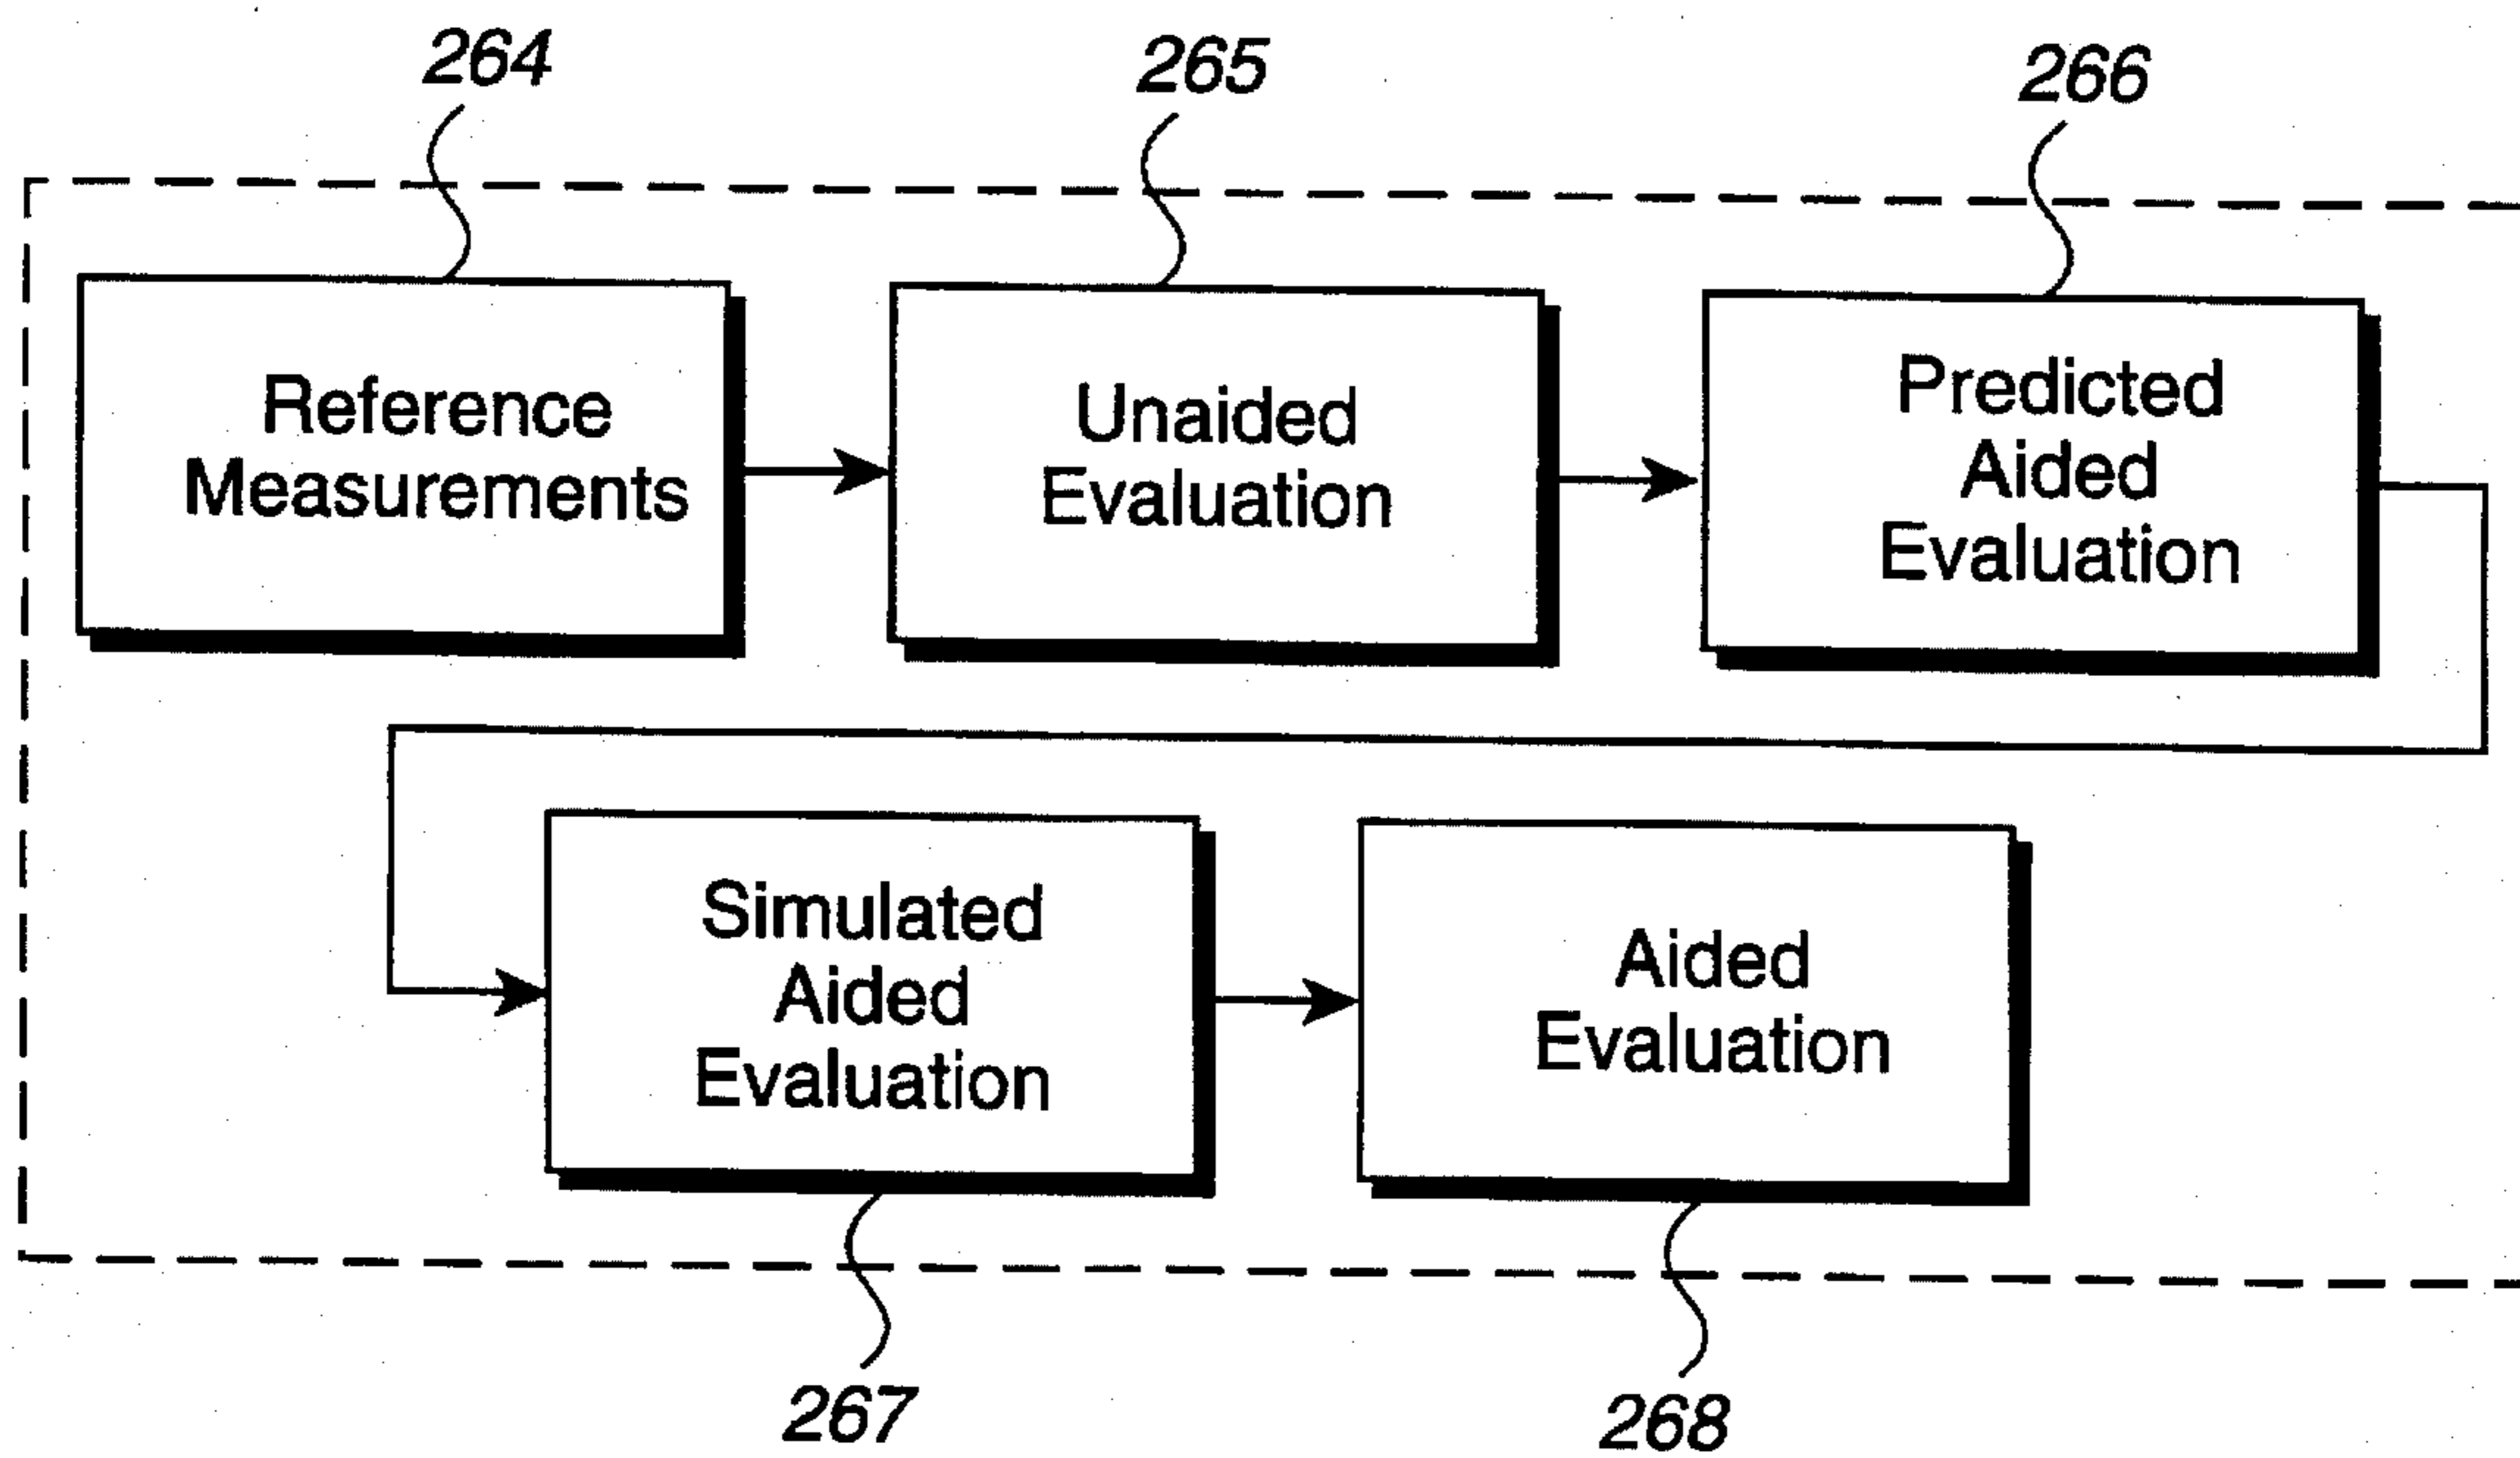 264
265
266
Reference
Measurements
Unaided
Evaluation
Predicted
Aided
Evaluation
Simulated
Aided
Evaluation
Aided
Evaluation
267
268